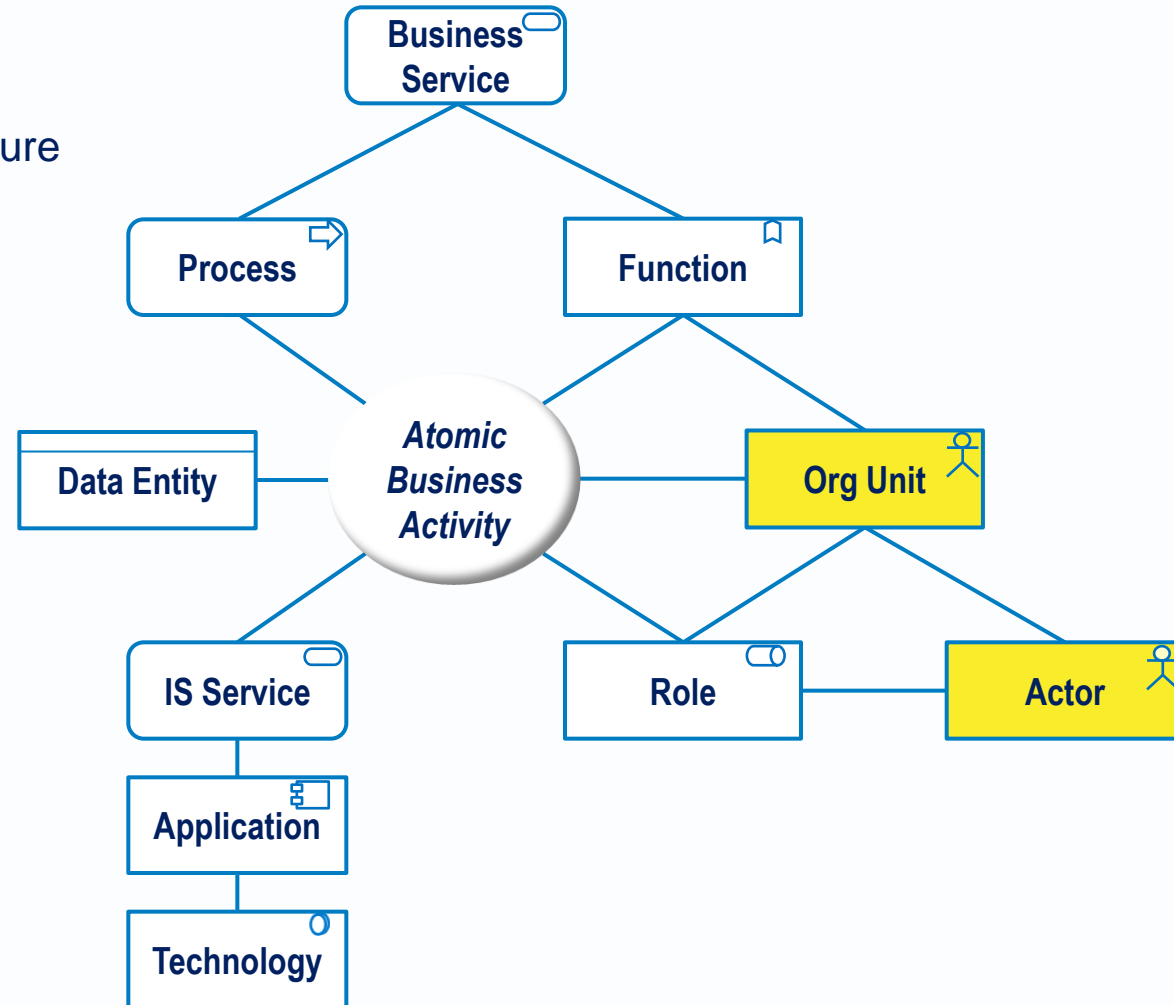 Business
Service
ure
Process
Function
Atomic
Business
Activity
Data Entity
Org Unit
IS Service
Role
Actor
Application
Technology